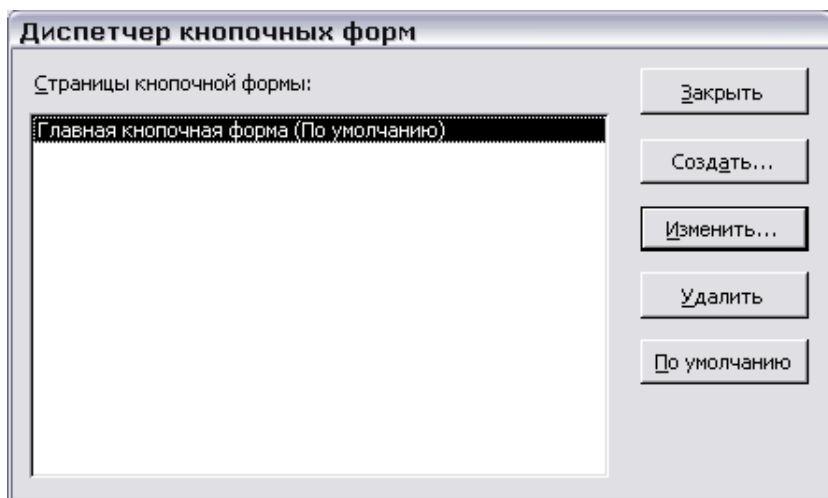 Диспетчер кнопочных форм
Страницы кнопочной формы:
Главная кнопочная форма (По умолчанию)
Закрыть
Создать...
Изменить...
Удалить
По умолчанию